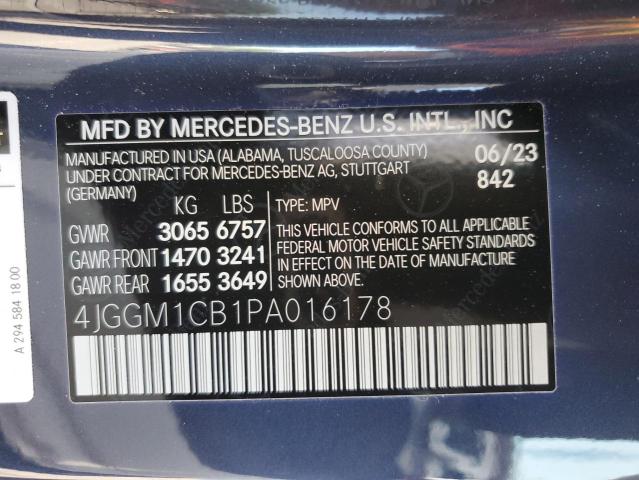 MFD BY MERCEDES-BENZ U.S. INTL., INC
MANUFACTURED IN USA (ALABAMA, TUSCALOOSA COUNTY)
UNDER CONTRACT FOR MERCEDES-BENZ AG, STUTTGART
(GERMANY)
06/23
842
KG LBS
GVWR 3065 6757
GAWR FRONT 1470 3241
GAWR REAR 1655 3649
TYPE: MPV
THIS VEHICLE CONFORMS TO ALL APPLICABLE
FEDERAL MOTOR VEHICLE SAFETY STANDARDS
IN EFFECT ON THE DATE OF MANUFACTURE
SHOWN ABOVE.
4JGGM1CB1PA016178
A 294 584 18 00